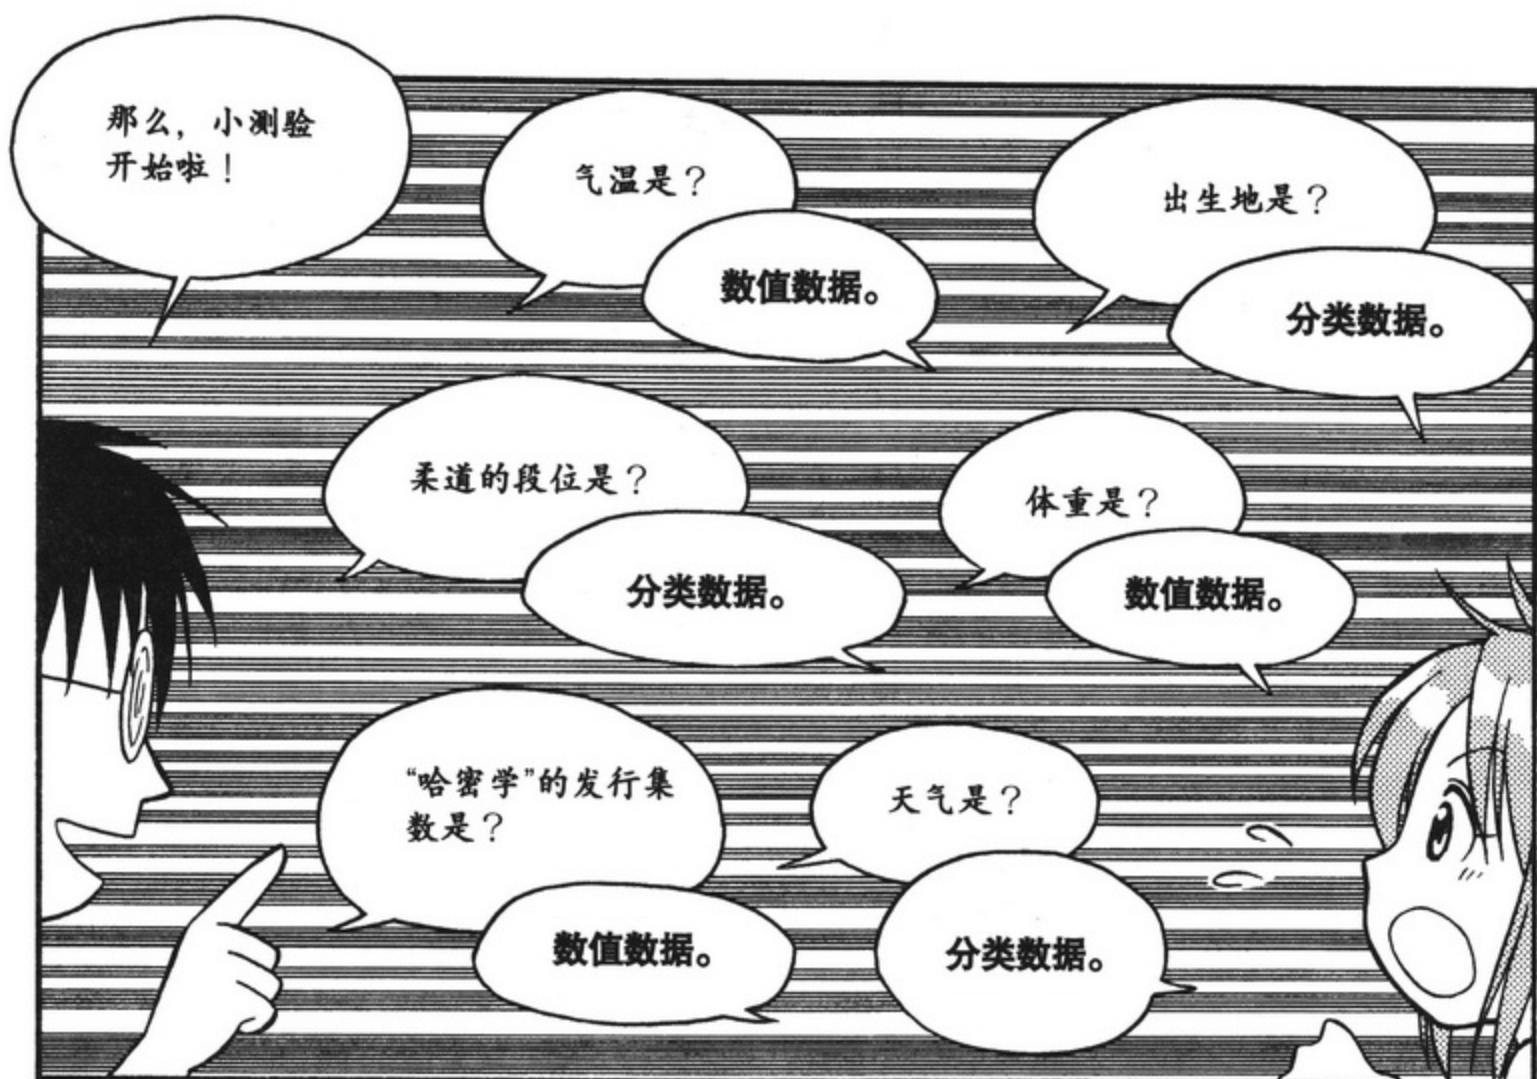 那么，小测验
开始啦！
气温是？
数值数据。
出生地是？
分类数据。
柔道的段位是？
分类数据。
体重是？
数值数据。
“哈密学”的发行集
数是？
数值数据。
天气是？
分类数据。